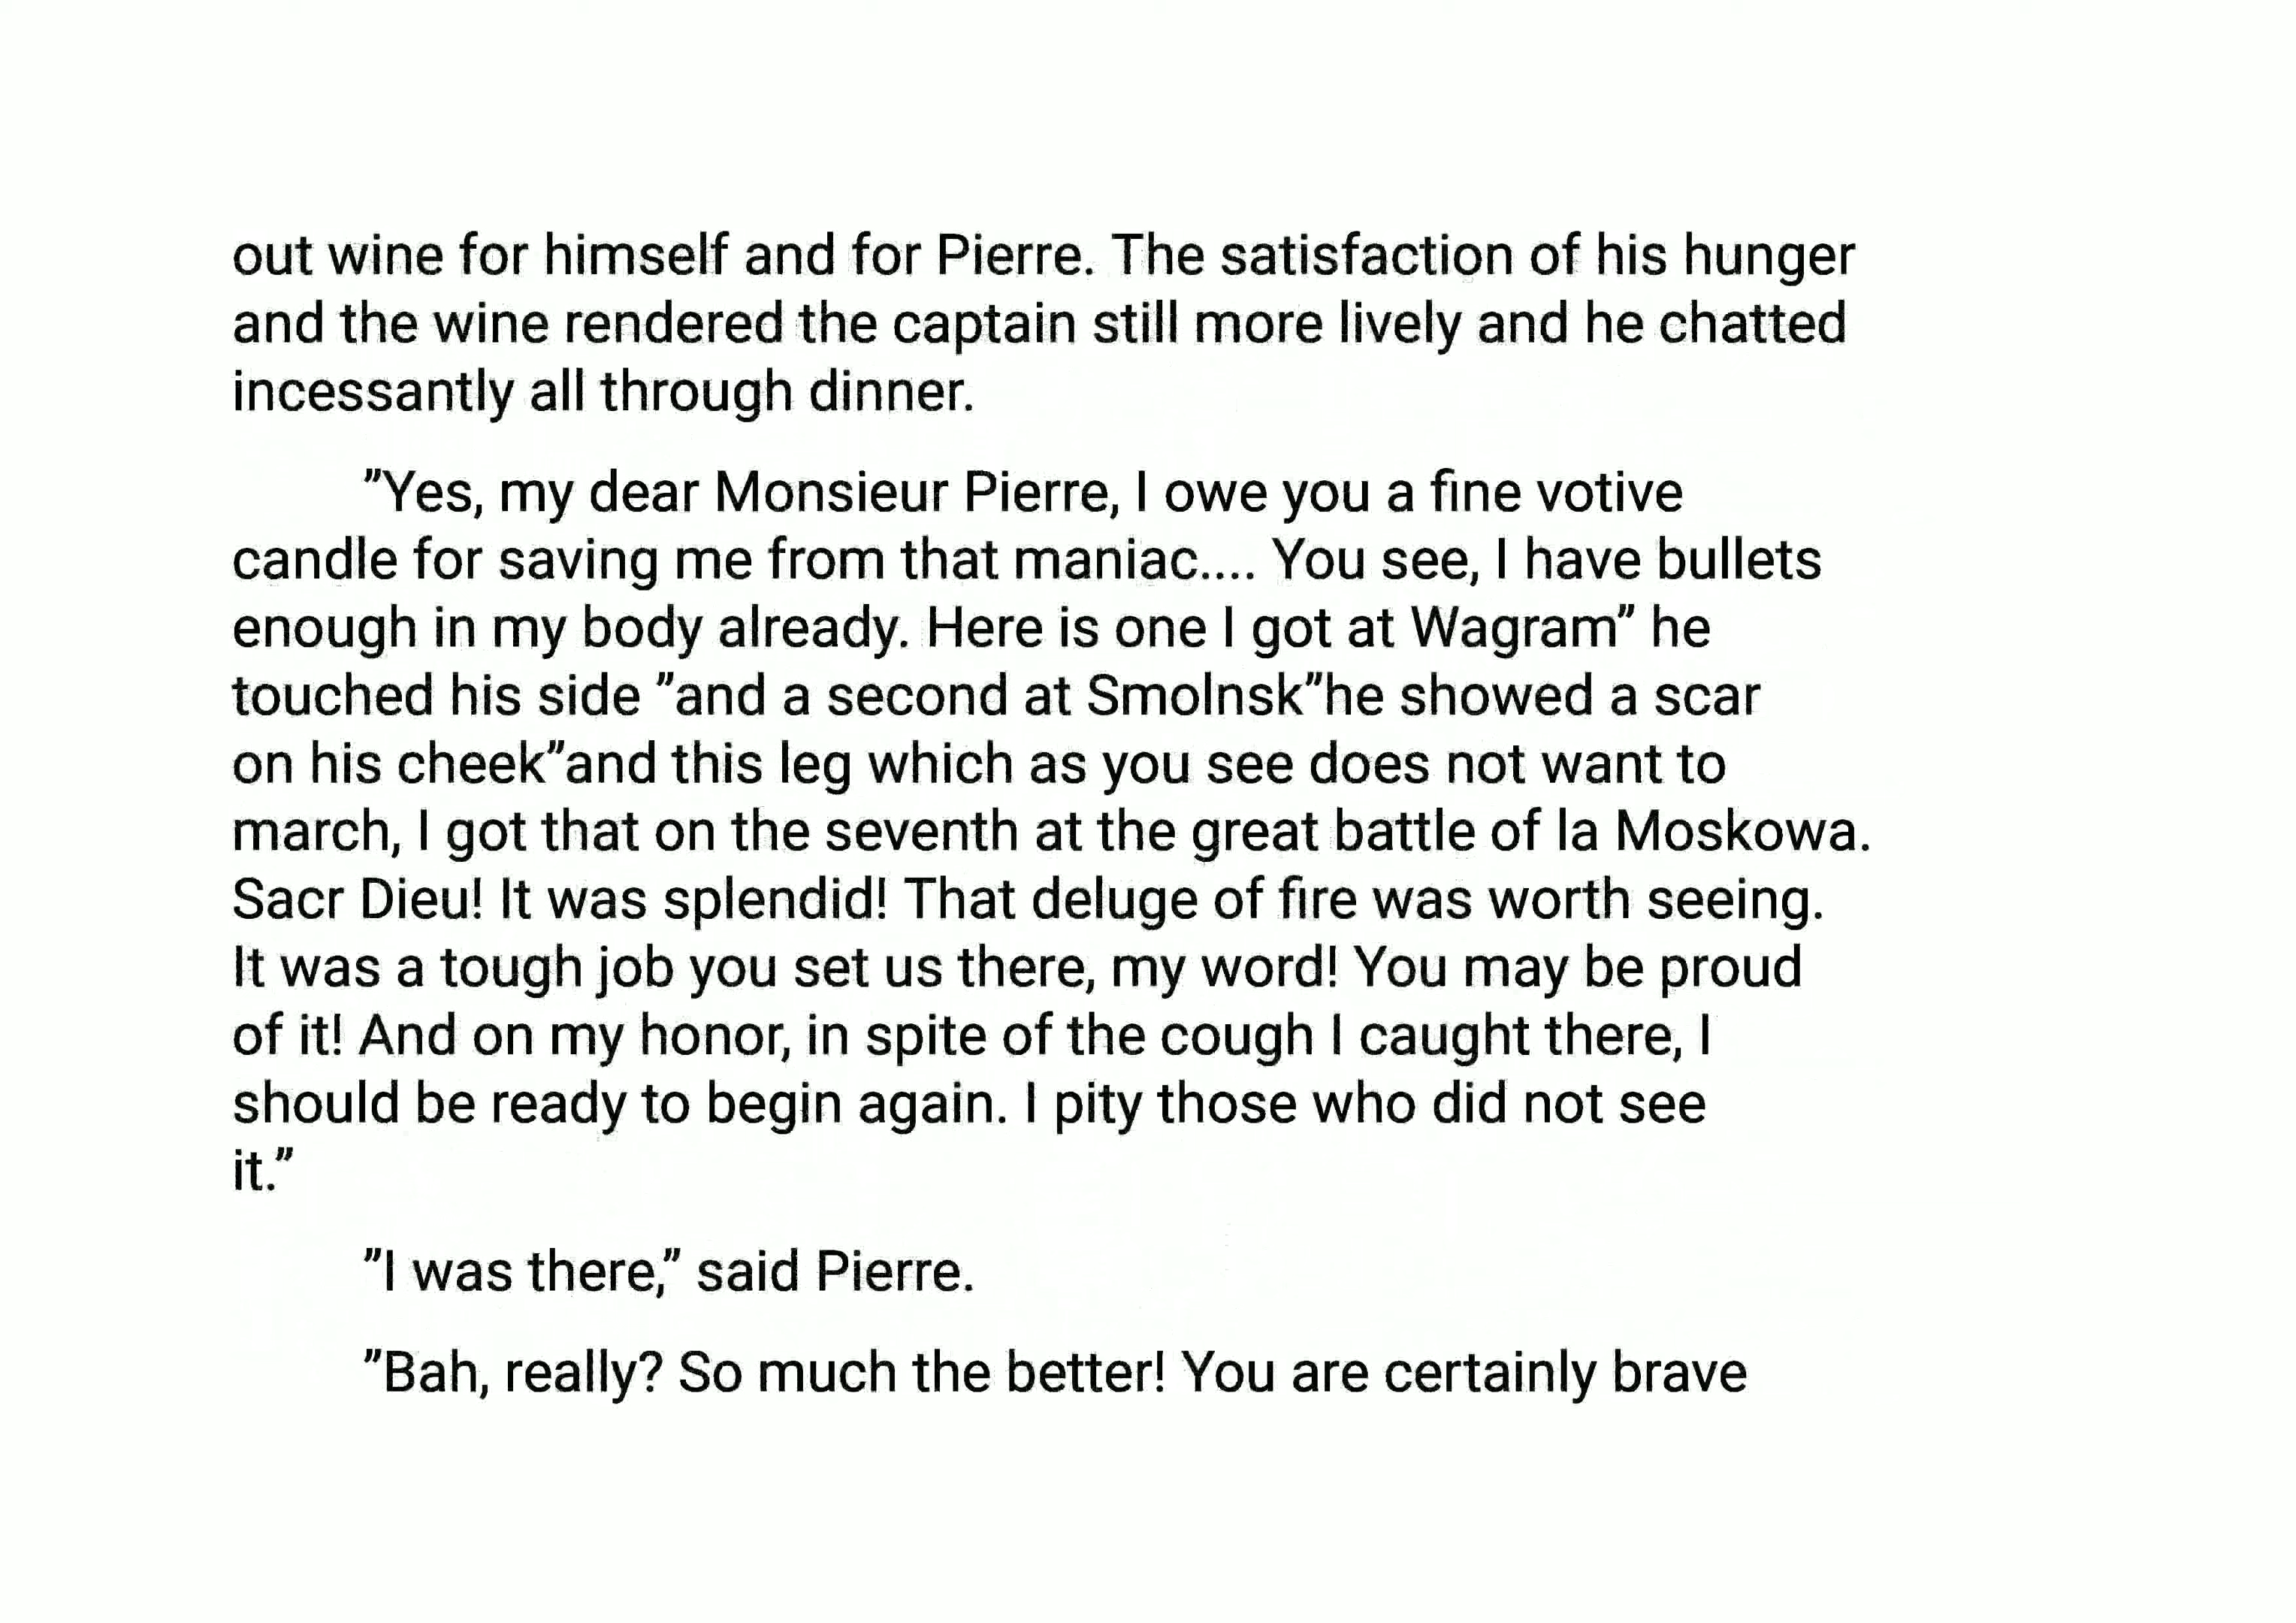 out wine for himself and for Pierre. The satisfaction of his hunger
and the wine rendered the captain still more lively and he chatted
incessantly all through dinner.
”Yes, my dear Monsieur Pierre, I owe you a fine votive
candle for saving me from that maniac.... You see, I have bullets
enough in my body already. Here is one I got at Wagram” he
touched his side ”and a second at Smolnsk”he showed a scar
on his cheek”and this leg which as you see does not want to
march, I got that on the seventh at the great battle of la Moskowa.
Sacr Dieu! It was splendid! That deluge of fire was worth seeing.
It was a tough job you set us there, my word! You may be proud
of it! And on my honor, in spite of the cough I caught there, I
should be ready to begin again. I pity those who did not see
it.”
”I was there,” said Pierre.
”Bah, really? So much the better! You are certainly brave